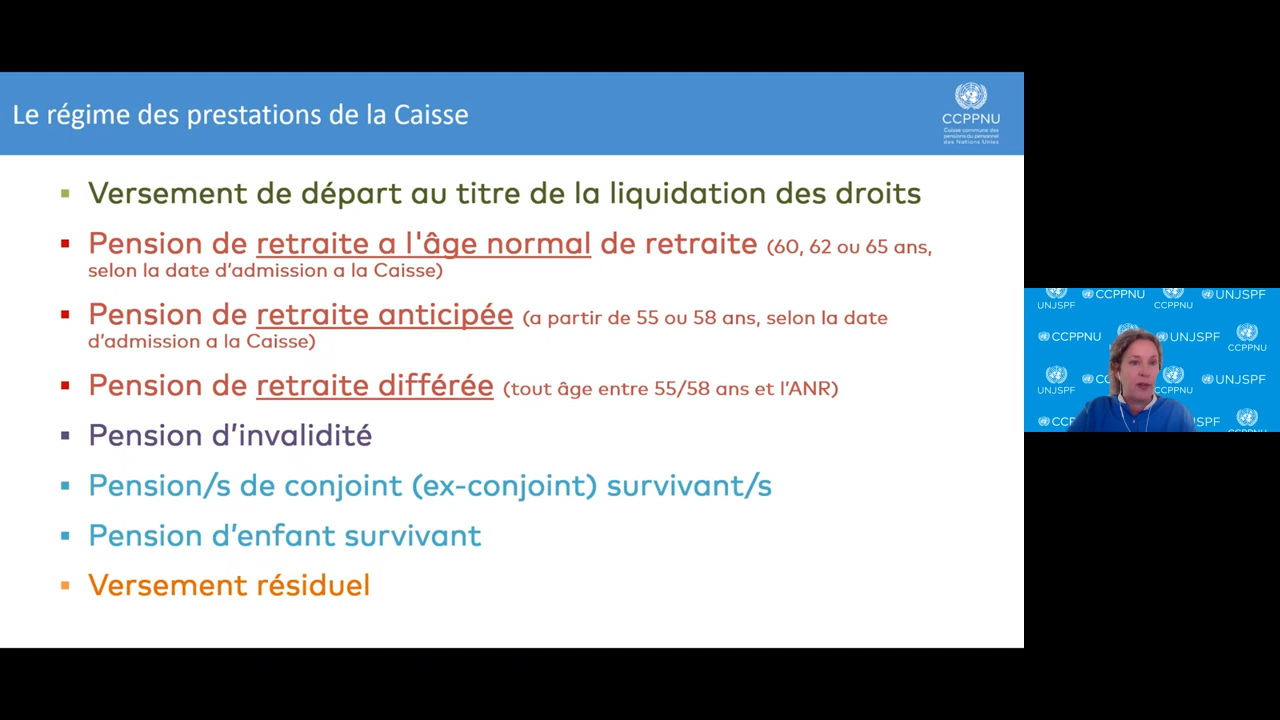 Le régime des prestations de la Caisse
CCPPNU
Caisse commune des
pensions du personnel
des Nations Unies
Versement de départ au titre de la liquidation des droits
Pension de retraite a l'âge normal de retraite (60, 62 ou 65 ans,
selon la date d’admission a la Caisse)
Pension de retraite anticipée (a partir de 55 ou 58 ans, selon la date
d’admission a la Caisse)
Pension de retraite différée (tout âge entre 55/58 ans et l’ANR)
Pension d’invalidité
Pension/s de conjoint (ex-conjoint) survivant/s
Pension d’enfant survivant
Versement résiduel
UNJSPF
CCPPNU
CCPPNU
UNJSPF
CCPPNU
UNJSPF
CCPPNU
UNJSPF
CCPPNU
UNJSPF